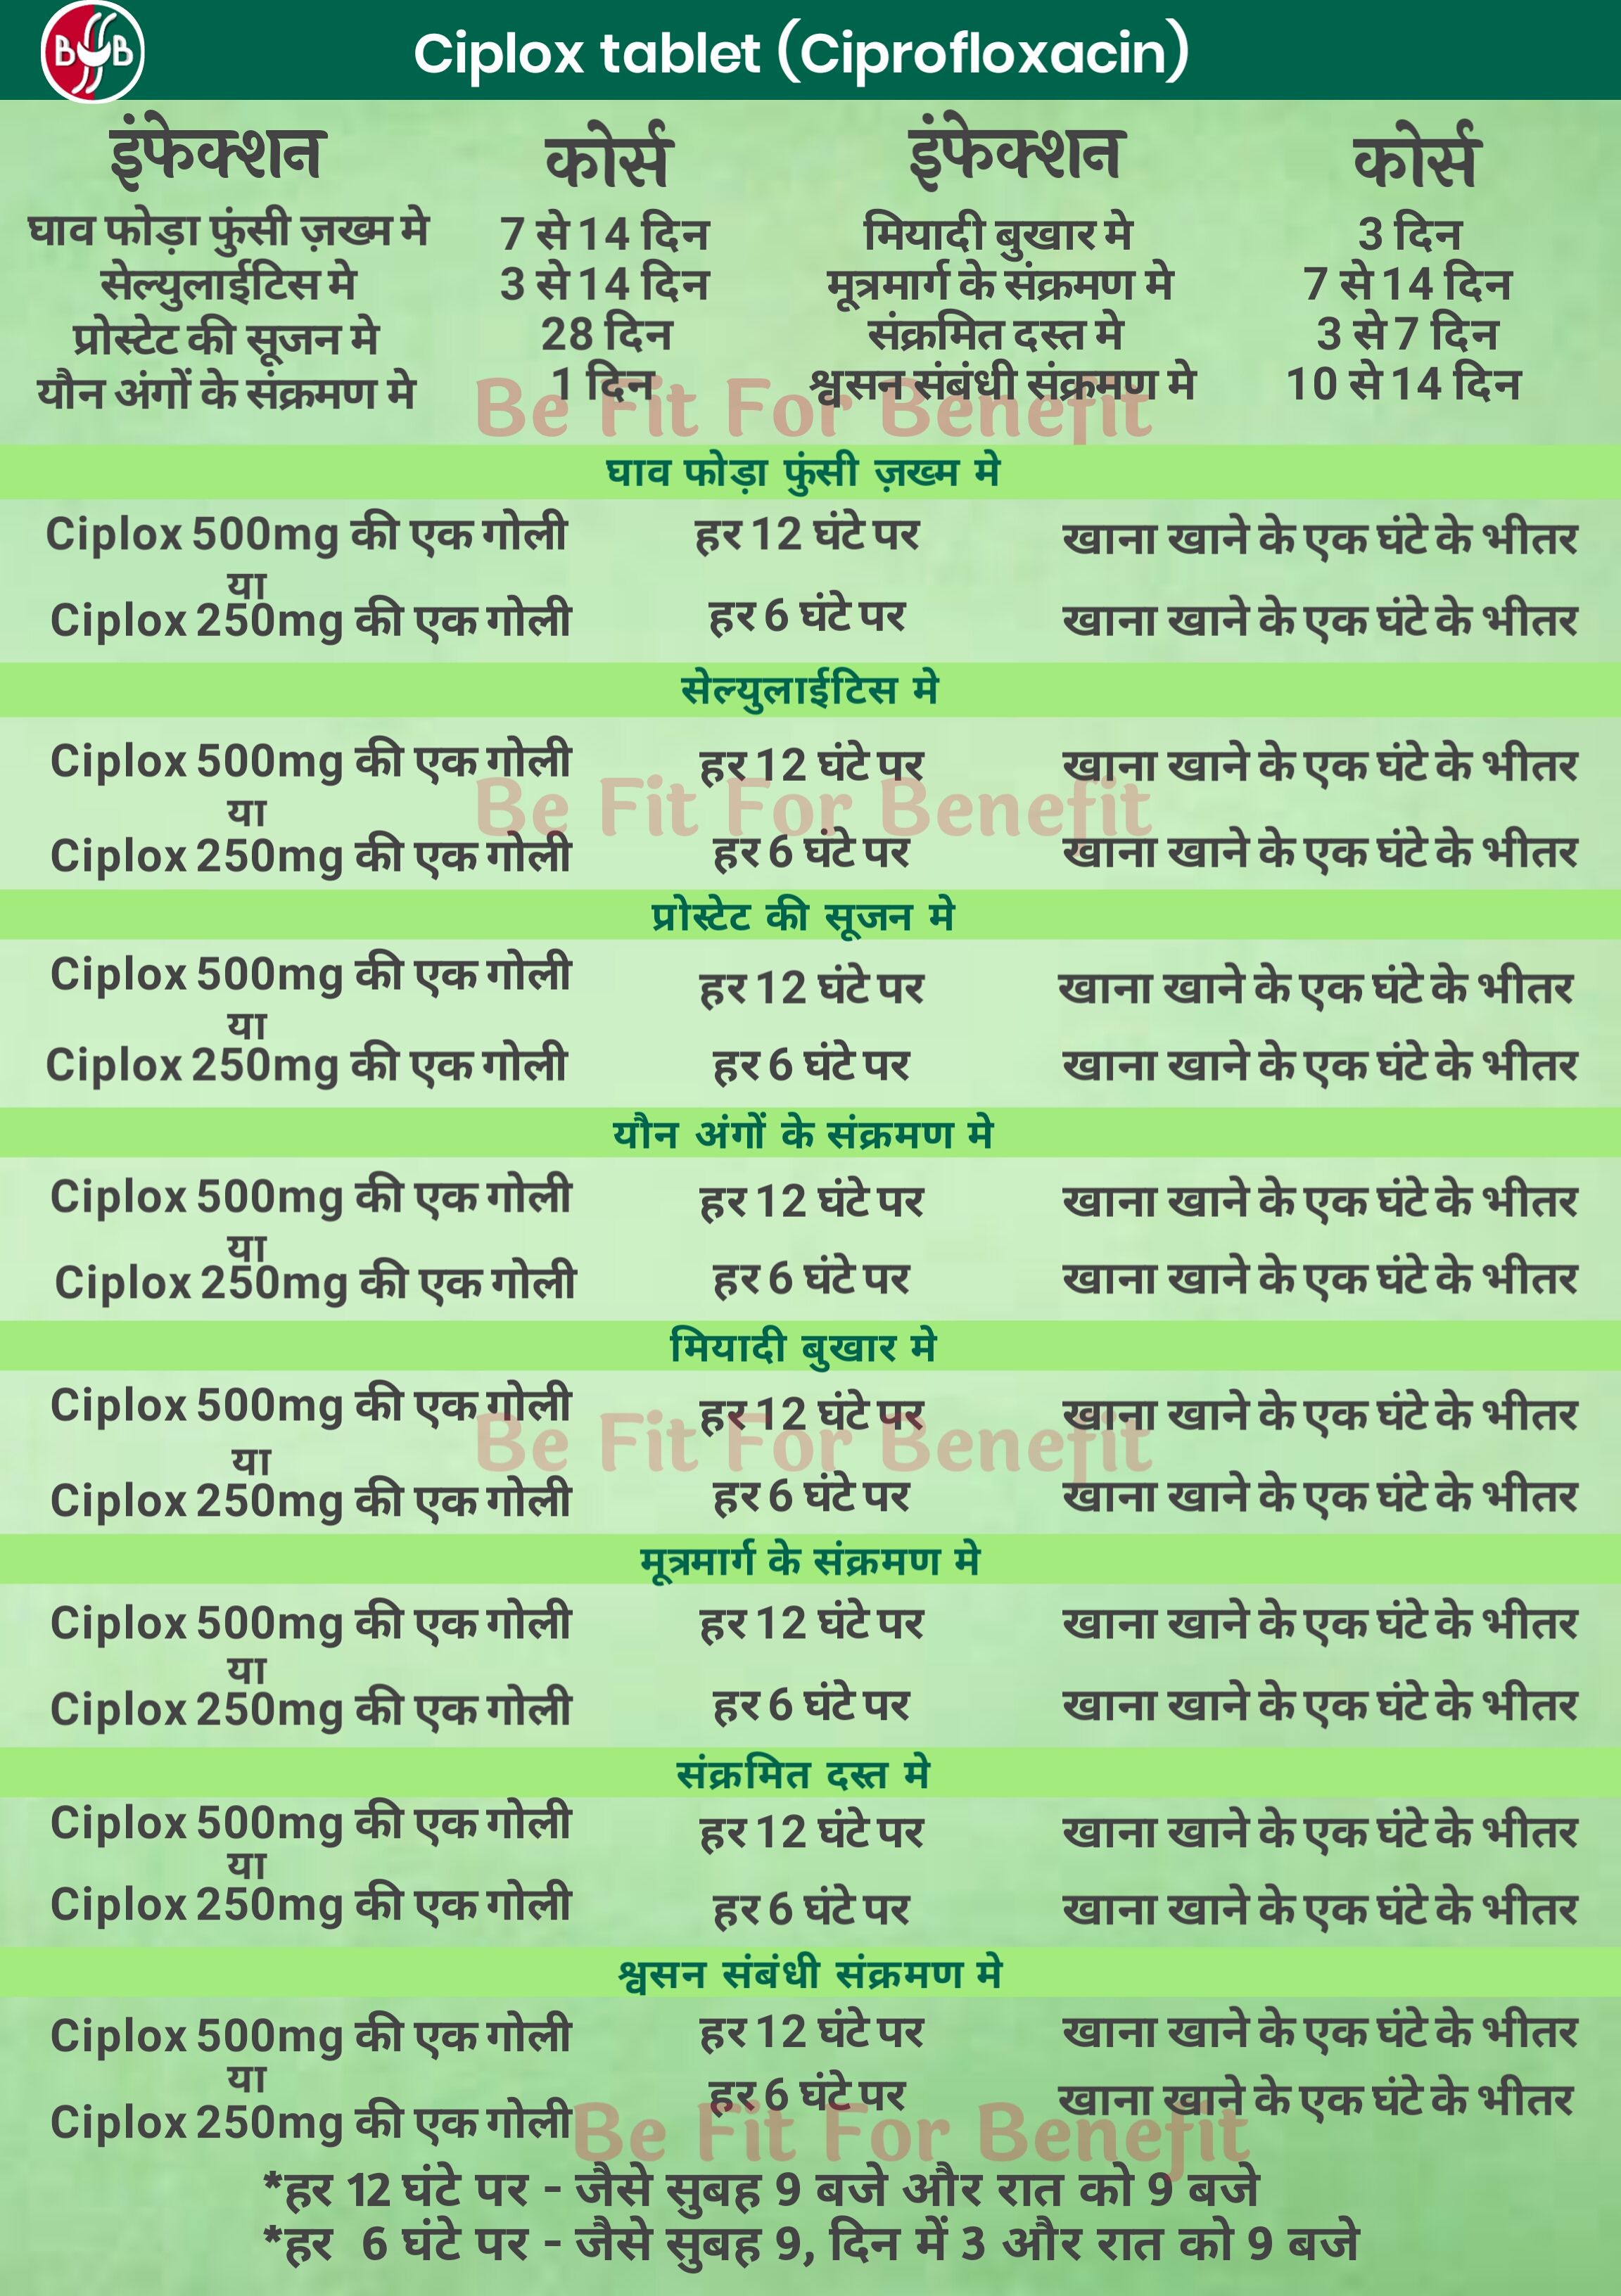 BFB
Ciplox tablet (Ciprofloxacin)
इंफेक्शन कोर्स इंफेक्शन कोर्स
घाव फोड़ा फुंसी ज़ख्म मे 7 से 14 दिन मियादी बुखार मे 3 दिन
सेल्युलाईटिस मे 3 से 14 दिन मूत्रमार्ग के संक्रमण मे 7 से 14 दिन
प्रोस्टेट की सूजन मे 28 दिन संक्रमित दस्त मे 3 से 7 दिन
यौन अंगों के संक्रमण मे 1 दिन श्वसन संबंधी संक्रमण मे 10 से 14 दिन
Be Fit For Benefit
घाव फोड़ा फुंसी ज़ख्म मे
Ciplox 500mg की एक गोली हर 12 घंटे पर खाना खाने के एक घंटे के भीतर
या
Ciplox 250mg की एक गोली हर 6 घंटे पर खाना खाने के एक घंटे के भीतर
सेल्युलाईटिस मे
Ciplox 500mg की एक गोली हर 12 घंटे पर खाना खाने के एक घंटे के भीतर
या
Be Fit For Benefit
Ciplox 250mg की एक गोली हर 6 घंटे पर खाना खाने के एक घंटे के भीतर
प्रोस्टेट की सूजन मे
Ciplox 500mg की एक गोली हर 12 घंटे पर खाना खाने के एक घंटे के भीतर
या
Ciplox 250mg की एक गोली हर 6 घंटे पर खाना खाने के एक घंटे के भीतर
यौन अंगों के संक्रमण मे
Ciplox 500mg की एक गोली हर 12 घंटे पर खाना खाने के एक घंटे के भीतर
या
Ciplox 250mg की एक गोली हर 6 घंटे पर खाना खाने के एक घंटे के भीतर
मियादी बुखार मे
Ciplox 500mg की एक गोली हर 12 घंटे पर खाना खाने के एक घंटे के भीतर
Be Fit For Benefit
या
Ciplox 250mg की एक गोली हर 6 घंटे पर खाना खाने के एक घंटे के भीतर
मूत्रमार्ग के संक्रमण मे
Ciplox 500mg की एक गोली हर 12 घंटे पर खाना खाने के एक घंटे के भीतर
या
Ciplox 250mg की एक गोली हर 6 घंटे पर खाना खाने के एक घंटे के भीतर
संक्रमित दस्त मे
Ciplox 500mg की एक गोली हर 12 घंटे पर खाना खाने के एक घंटे के भीतर
या
Ciplox 250mg की एक गोली हर 6 घंटे पर खाना खाने के एक घंटे के भीतर
श्वसन संबंधी संक्रमण मे
Ciplox 500mg की एक गोली हर 12 घंटे पर खाना खाने के एक घंटे के भीतर
या
Ciplox 250mg की एक गोली हर 6 घंटे पर खाना खाने के एक घंटे के भीतर
Be Fit For Benefit
*हर 12 घंटे पर - जैसे सुबह 9 बजे और रात को 9 बजे
*हर 6 घंटे पर - जैसे सुबह 9, दिन में 3 और रात को 9 बजे